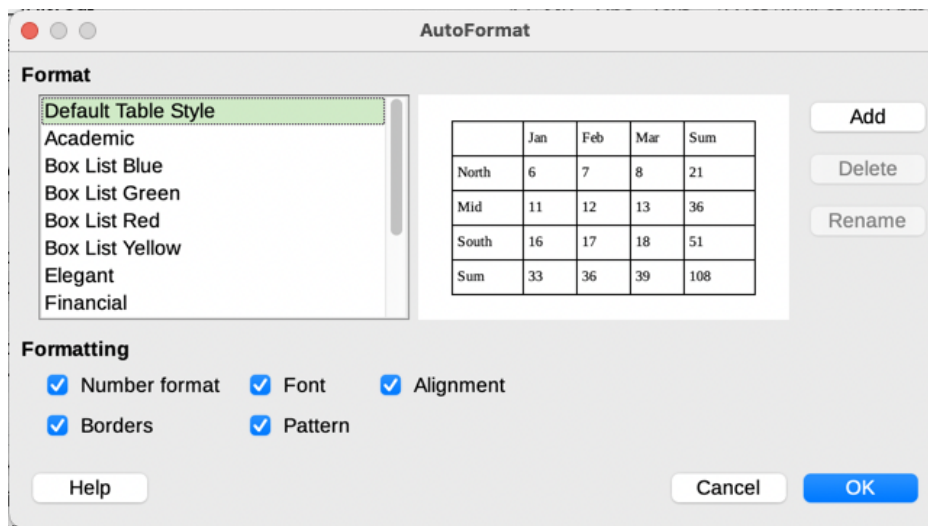 AutoFormat
Format
Default Table Style
Academic
Box List Blue
Box List Green
Box List Red
Box List Yellow
Elegant
Financial
Jan Feb Mar Sum
North 6 7 8 21
Mid 11 12 13 36
South 16 17 18 51
Sum 33 36 39 108
Add
Delete
Rename
Formatting
Number format Font Alignment
Borders Pattern
Help Cancel OK